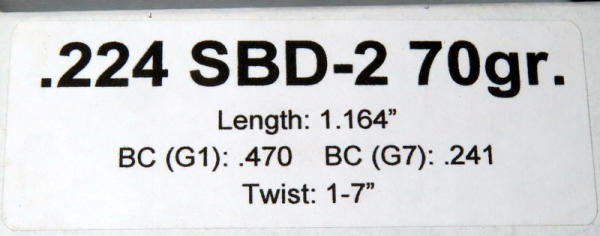 .224 SBD-2 70gr.
Length: 1.164”
BC (G1): .470 BC (G7): .241
Twist: 1-7”